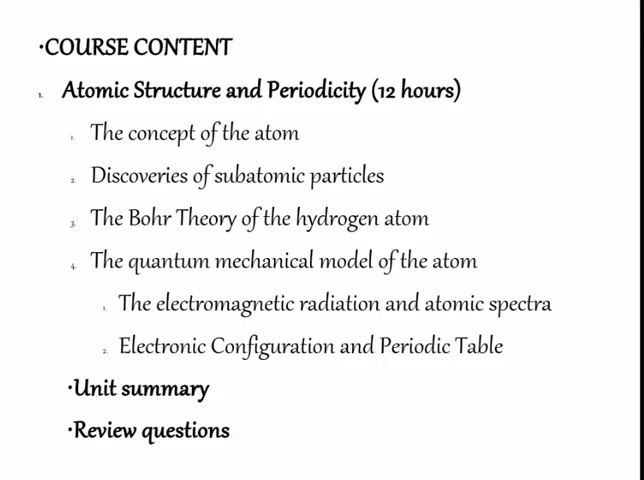 •COURSE CONTENT
1. Atomic Structure and Periodicity (12 hours)
1. The concept of the atom
2. Discoveries of subatomic particles
3. The Bohr Theory of the hydrogen atom
4. The quantum mechanical model of the atom
1. The electromagnetic radiation and atomic spectra
2. Electronic Configuration and Periodic Table
•Unit summary
•Review questions